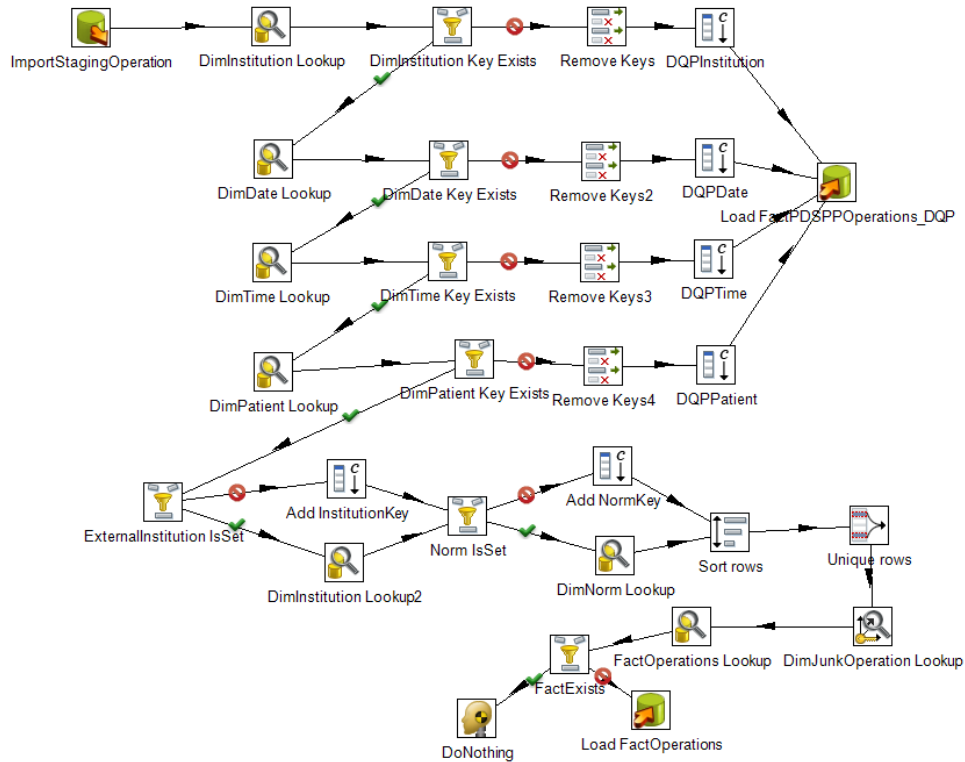 ImportStagingOperation
DimInstitution Lookup
DimInstitution Key Exists
Remove Keys
DQPInstitution
DimDate Lookup
DimDate Key Exists
Remove Keys2
DQPDate
Load FactPDSPPOperations_DQP
DimTime Lookup
DimTime Key Exists
Remove Keys3
DQPTime
DimPatient Lookup
DimPatient Key Exists
Remove Keys4
DQPPatient
ExternalInstitution IsSet
Add InstitutionKey
Norm IsSet
Add NormKey
Sort rows
Unique rows
DimInstitution Lookup2
DimNorm Lookup
FactExists
FactOperations Lookup
DimJunkOperation Lookup
DoNothing
Load FactOperations